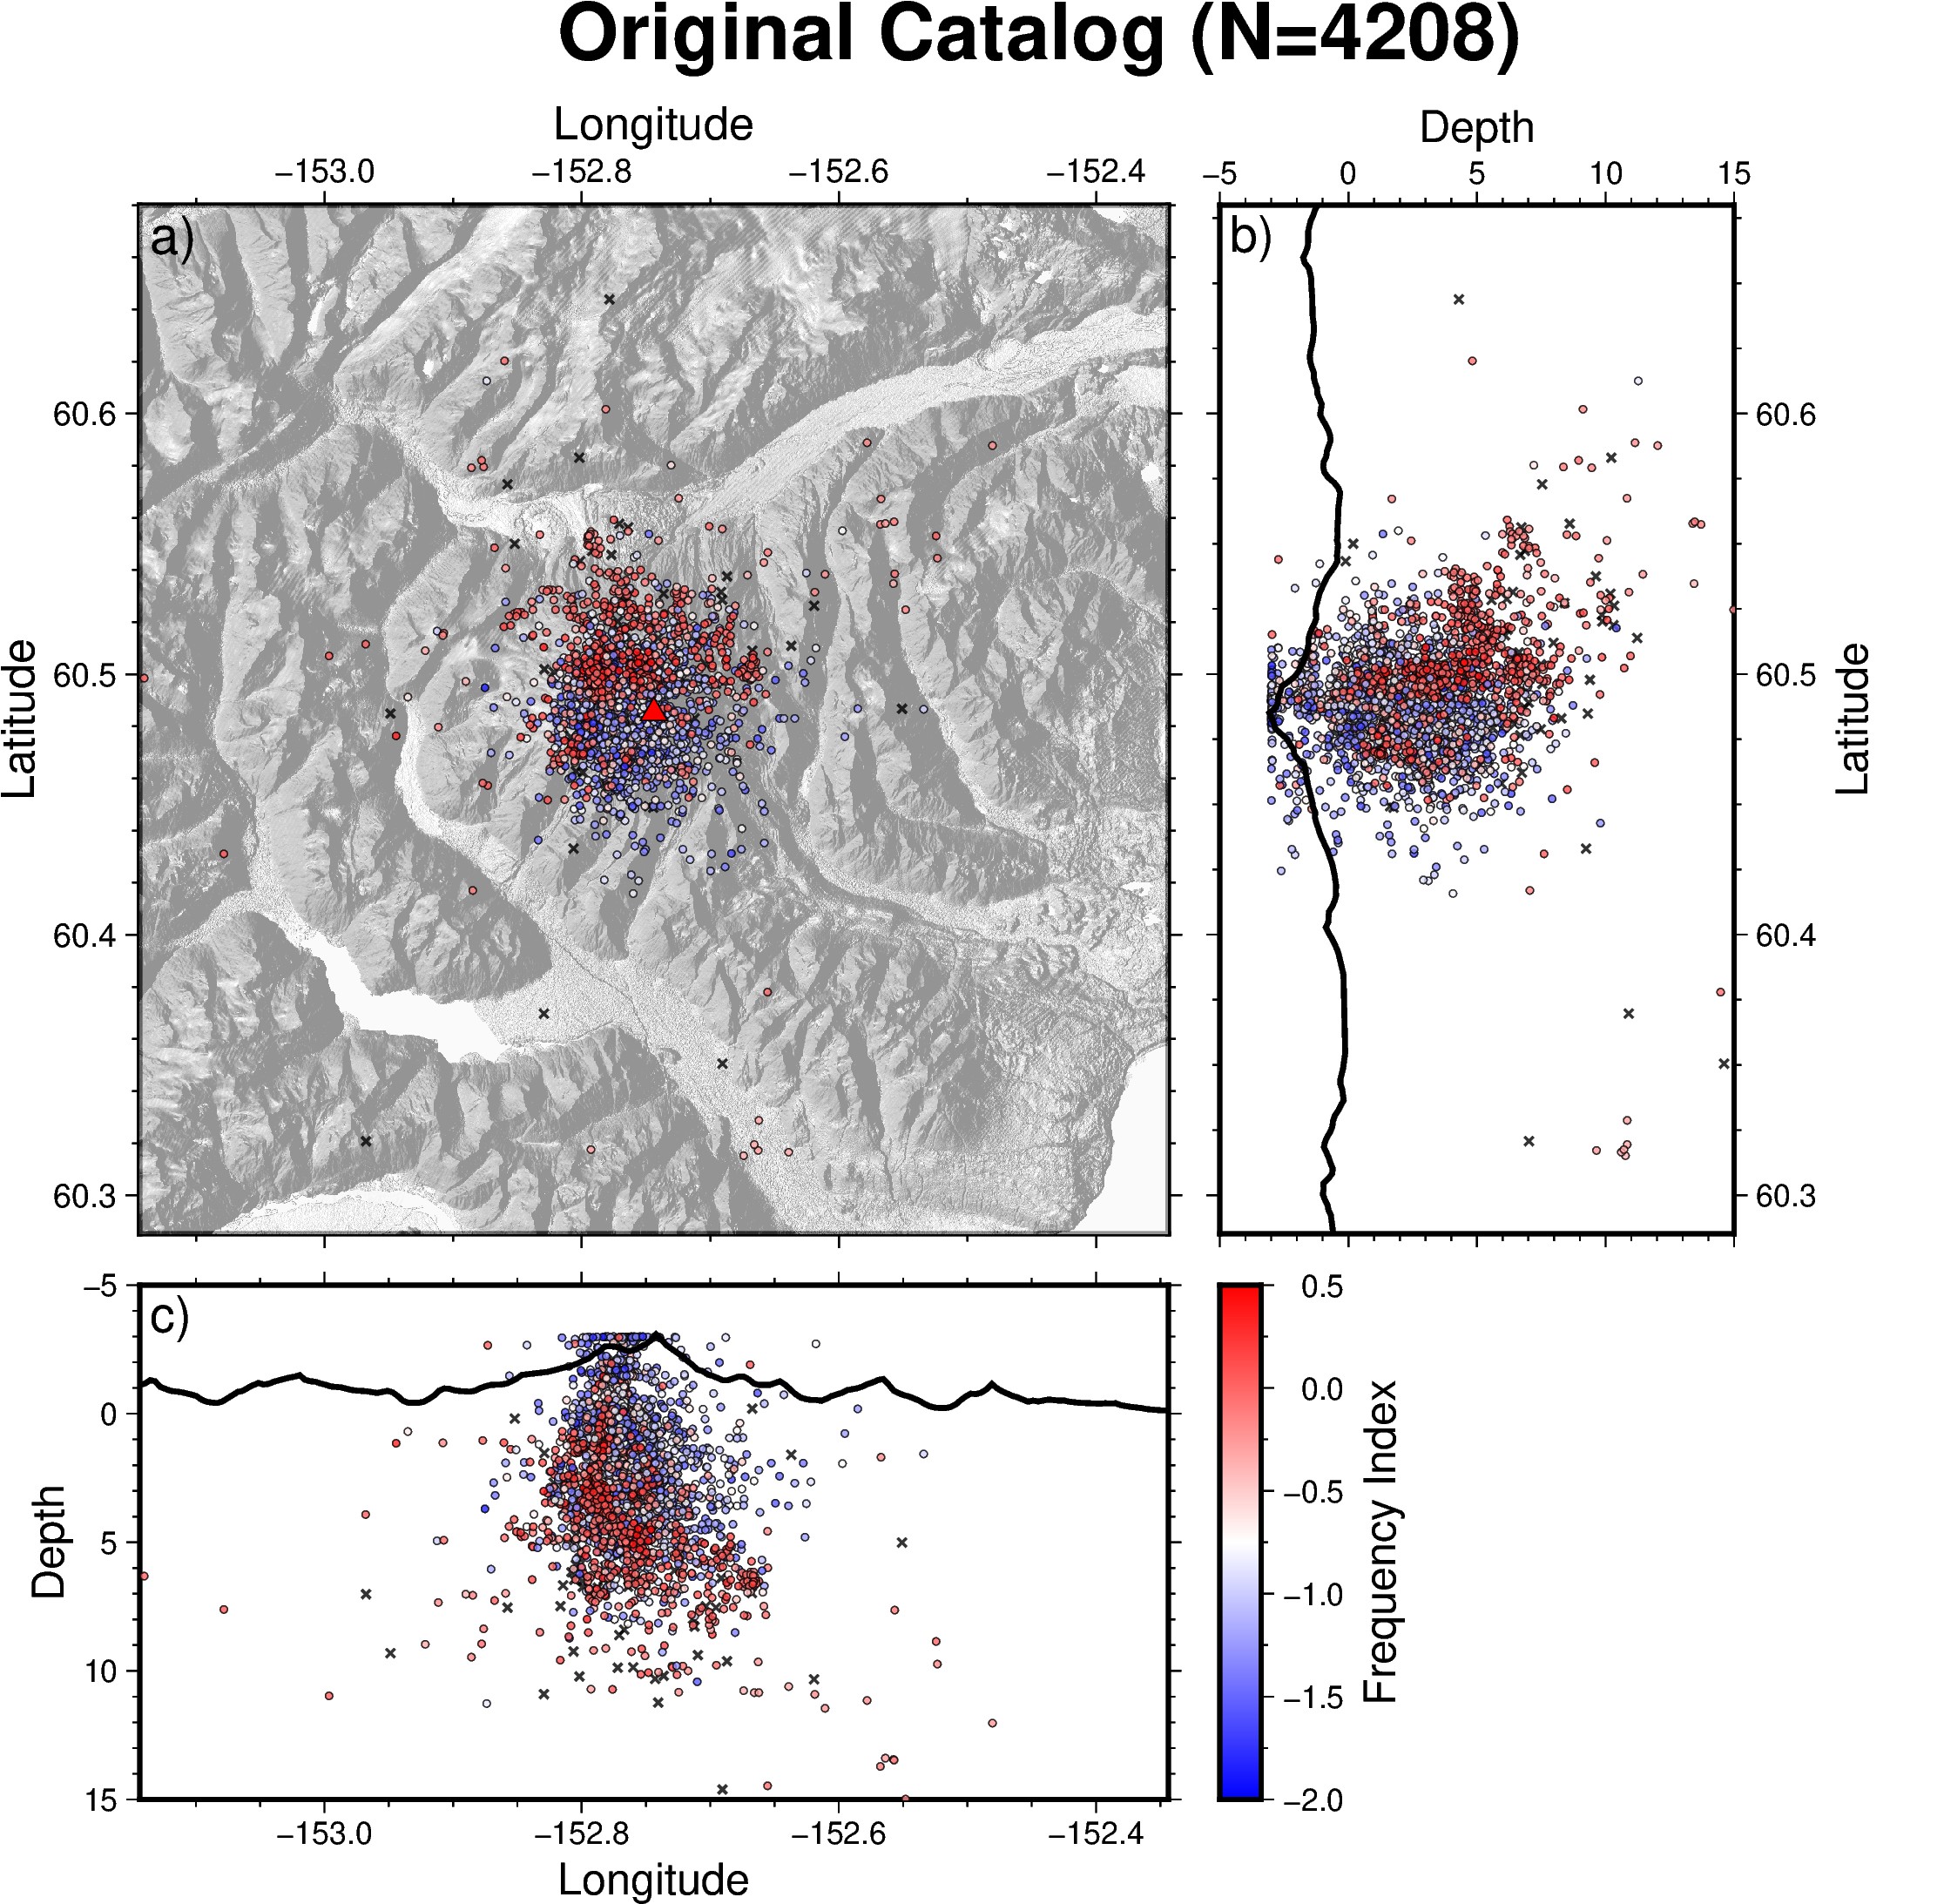 Original Catalog (N=4208)
Longitude
Depth
−153.0 −152.8 −152.6 −152.4
−5 0 5 10 15
a)
b)
60.6
60.5
60.4
60.3
Latitude
60.6
60.5
60.4
60.3
Latitude
c)
−5
0
5
10
15
Depth
−153.0 −152.8 −152.6 −152.4
Longitude
0.5
0.0
−0.5
−1.0
−1.5
−2.0
Frequency Index